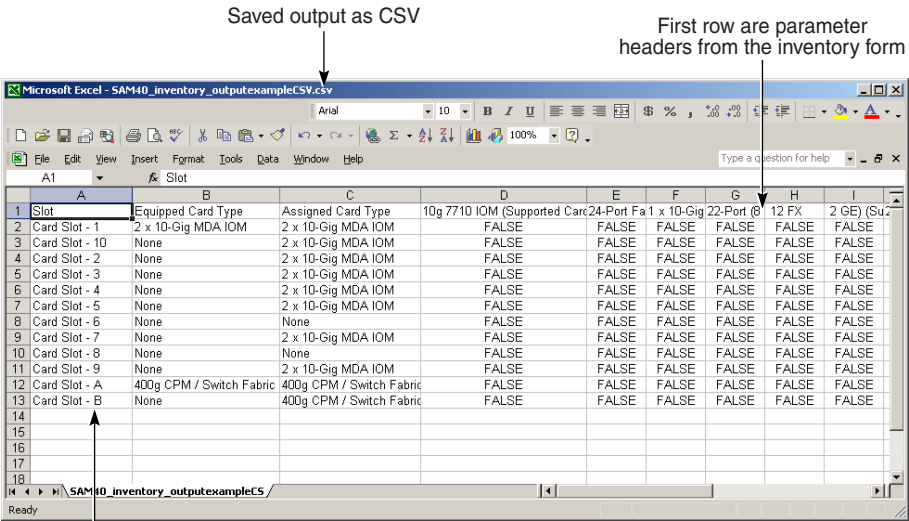 Saved output as CSV
First row are parameter
headers from the inventory form
Microsoft Excel - SAM40_inventory_outputexampleCSV.csv
Arial 10 B I U $ % ,
Σ 100%
File Edit View Insert Format Tools Data Window Help Type a question for help
A1 fx Slot
A B C D E F G H I
1 Slot Equipped Card Type Assigned Card Type 10g 7710 IOM (Supported Card 24-Port Fa 1 x 10-Gig 22-Port (8 12 FX 2 GE) (Su 2
2 Card Slot - 1 2 x 10-Gig MDA IOM 2 x 10-Gig MDA IOM FALSE FALSE FALSE FALSE FALSE FALSE
3 Card Slot - 10 None 2 x 10-Gig MDA IOM FALSE FALSE FALSE FALSE FALSE FALSE
4 Card Slot - 2 None 2 x 10-Gig MDA IOM FALSE FALSE FALSE FALSE FALSE FALSE
5 Card Slot - 3 None 2 x 10-Gig MDA IOM FALSE FALSE FALSE FALSE FALSE FALSE
6 Card Slot - 4 None 2 x 10-Gig MDA IOM FALSE FALSE FALSE FALSE FALSE FALSE
7 Card Slot - 5 None 2 x 10-Gig MDA IOM FALSE FALSE FALSE FALSE FALSE FALSE
8 Card Slot - 6 None None FALSE FALSE FALSE FALSE FALSE FALSE
9 Card Slot - 7 None 2 x 10-Gig MDA IOM FALSE FALSE FALSE FALSE FALSE FALSE
10 Card Slot - 8 None None FALSE FALSE FALSE FALSE FALSE FALSE
11 Card Slot - 9 None 2 x 10-Gig MDA IOM FALSE FALSE FALSE FALSE FALSE FALSE
12 Card Slot - A 400g CPM / Switch Fabric 400g CPM / Switch Fabric FALSE FALSE FALSE FALSE FALSE FALSE
13 Card Slot - B None 400g CPM / Switch Fabric FALSE FALSE FALSE FALSE FALSE FALSE
14
15
16
17
18
SAM40_inventory_outputexampleCS
Ready